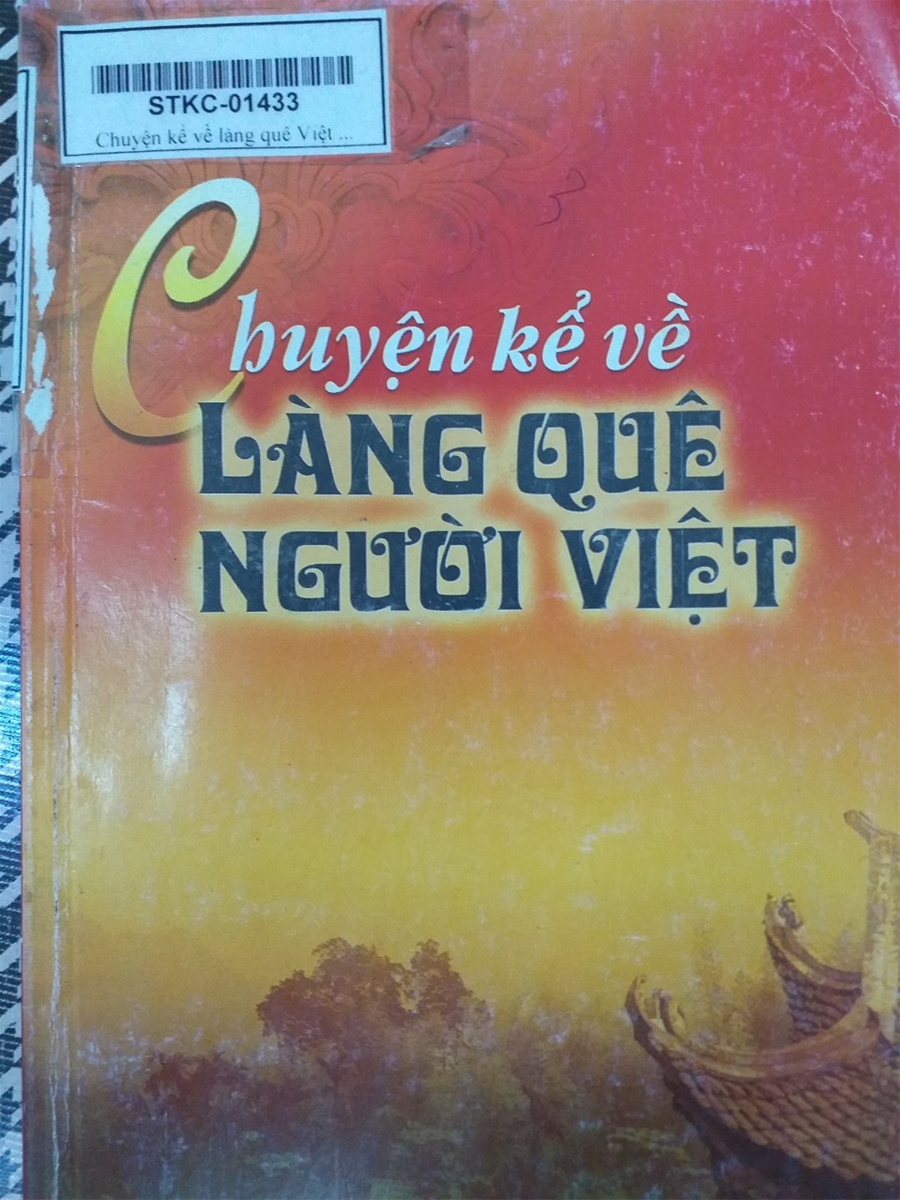 STKC-01433
Chuyện kể về làng quê Việt ...
Chuyện kể về
LÀNG QUÊ
NGƯỜI VIỆT